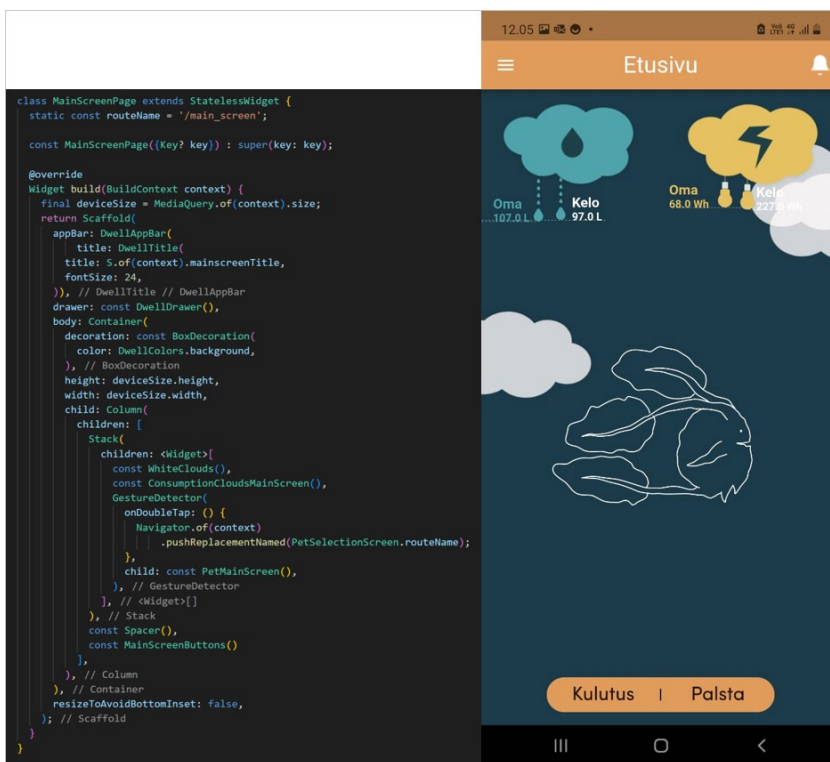 class MainScreenPage extends StatelessWidget {
static const routeName = '/main_screen';
const MainScreenPage({Key? key}) : super(key: key);
@override
Widget build(BuildContext context) {
final deviceSize = MediaQuery.of(context).size;
return Scaffold(
appBar: DwellAppBar(
title: DwellTitle(
title: S.of(context).mainscreenTitle,
fontSize: 24,
)), // DwellTitle // DwellAppBar
drawer: const DwellDrawer(),
body: Container(
decoration: const BoxDecoration(
color: DwellColors.background,
), // BoxDecoration
height: deviceSize.height,
width: deviceSize.width,
child: Column(
children: [
Stack(
children: <Widget>[
const WhiteClouds(),
const ConsumptionCloudsMainScreen(),
GestureDetector(
onDoubleTap: () {
Navigator.of(context)
.pushReplacementNamed(PetSelectionScreen.routeName);
},
child: const PetMainScreen(),
), // GestureDetector
], // <Widget>[]
), // Stack
const Spacer(),
const MainScreenButtons()
],
), // Column
), // Container
resizeToAvoidBottomInset: false,
); // Scaffold
}
}
12.05
4G
Etusivu
Oma
107.0 L
Kelo
97.0 L
Oma
68.0 Wh
Kelo
227.0 Wh
Kulutus | Palsta